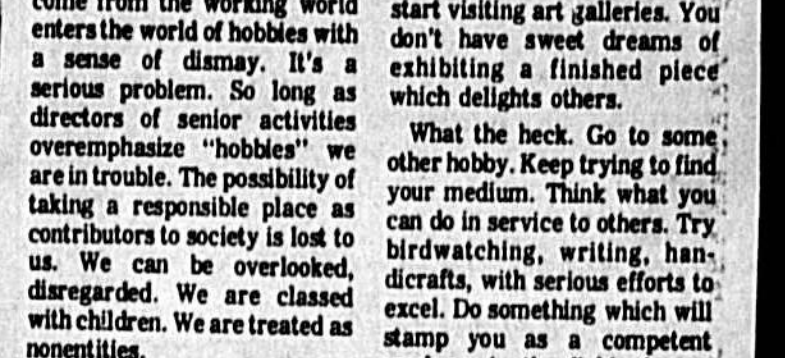 come from the working world
enters the world of hobbies with
a sense of dismay. It's a
serious problem. So long as
directors of senior activities
overemphasize "hobbies" we
are in trouble. The possibility of
taking a responsible place as
contributors to society is lost to
us. We can be overlooked,
disregarded. We are classed
with children. We are treated as
nonentities.
start visiting art galleries. You
don't have sweet dreams of
exhibiting a finished piece
which delights others.
What the heck. Go to some
other hobby. Keep trying to find
your medium. Think what you
can do in service to others. Try
birdwatching, writing, han-
dicrafts, with serious efforts to
excel. Do something which will
stamp you as a competent